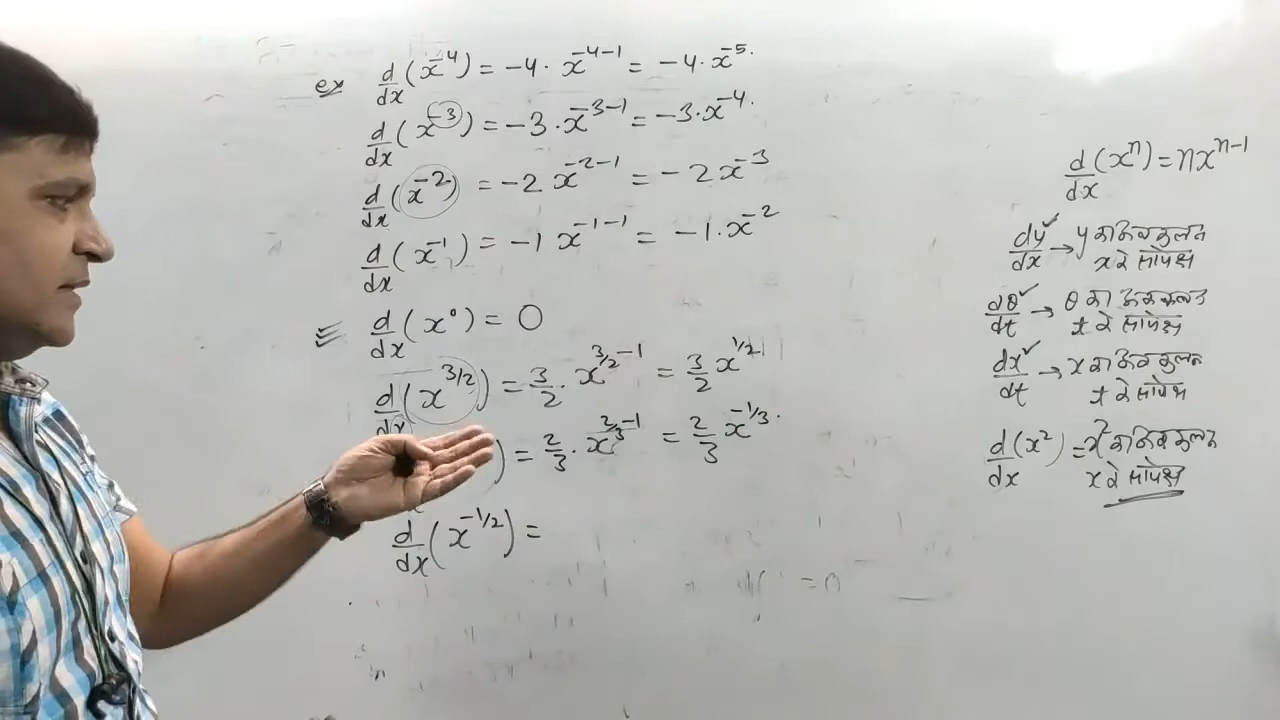 ex d/dx (x⁻⁴) = -4 · x⁻⁴⁻¹ = -4 · x⁻⁵.
d/dx (x⁻³) = -3 · x⁻³⁻¹ = -3 · x⁻⁴.
d/dx (x⁻²) = -2 x⁻²⁻¹ = -2 x⁻³
d/dx (x⁻¹) = -1 x⁻¹⁻¹ = -1 · x⁻²
d/dx (x⁰) = 0
d/dx (x^3/2) = 3/2 · x^3/2-1 = 3/2 x^1/2
) = 2/3 · x^2/3-1 = 2/3 x^-1/3.
d/dx (x^-1/2) =
= 0
d/dx (xⁿ) = nxⁿ⁻¹
dy/dx → y का अवकलन
x के सापेक्ष
dθ/dt → θ का अवकलन
t के सापेक्ष
dx/dt → x का अवकलन
t के सापेक्ष
d/dx (x²) = x² का अवकलन
x के सापेक्ष